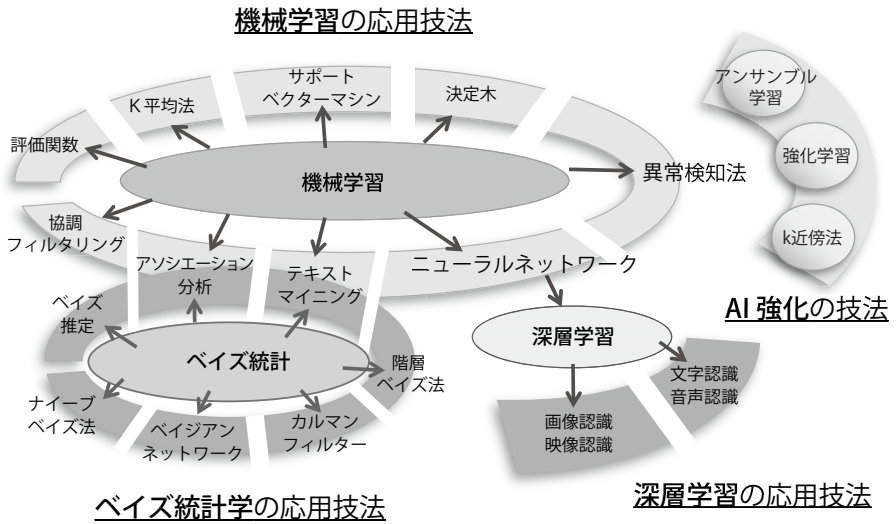 機械学習の応用技法
サポート
ベクターマシン
K 平均法
決定木
評価関数
機械学習
異常検知法
協調
フィルタリング
アソシエーション
分析
テキスト
マイニング
ニューラルネットワーク
アンサンブル
学習
強化学習
k近傍法
AI 強化の技法
ベイズ
推定
ベイズ統計
階層
ベイズ法
ナイーブ
ベイズ法
ベイジアン
ネットワーク
カルマン
フィルター
ベイズ統計学の応用技法
深層学習
文字認識
音声認識
画像認識
映像認識
深層学習の応用技法